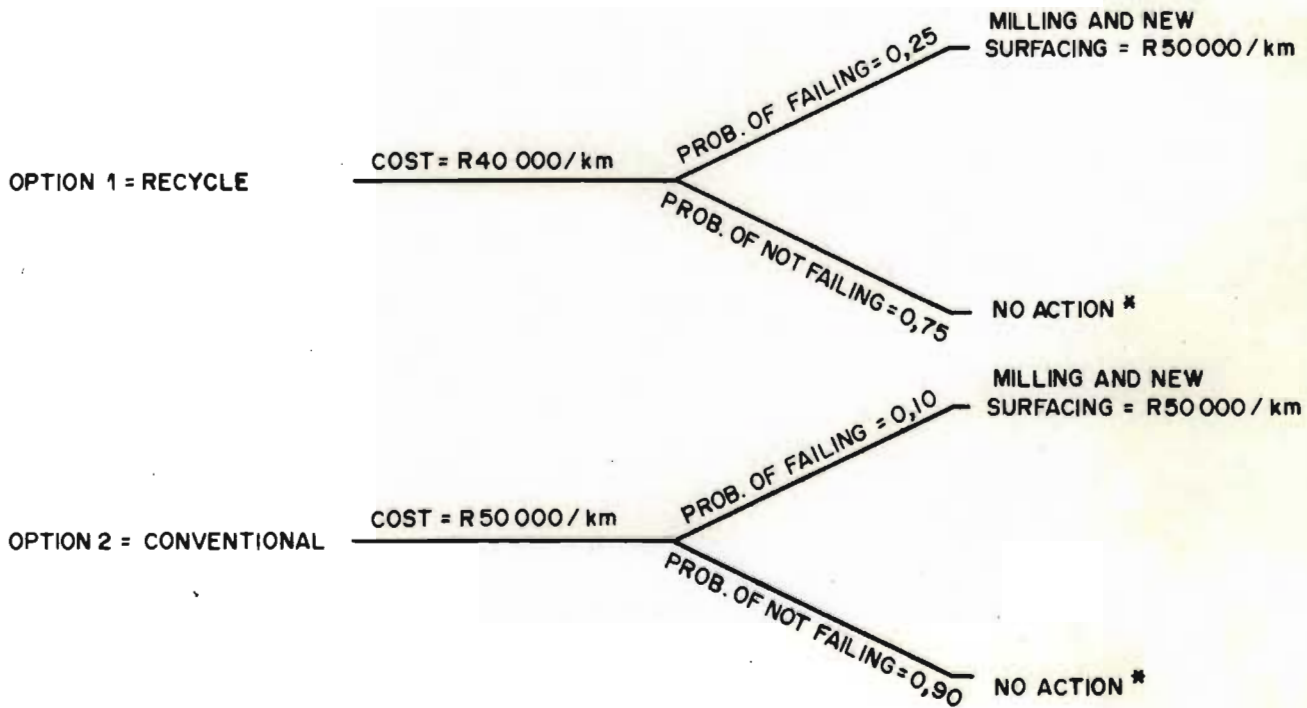 MILLING AND NEW
SURFACING = R50000/km
PROB. OF FAILING = 0,25
COST = R40 000/km
OPTION 1 = RECYCLE
PROB. OF NOT FAILING = 0,75
NO ACTION *
MILLING AND NEW
SURFACING = R50000/km
PROB. OF FAILING = 0,10
COST = R50000/km
OPTION 2 = CONVENTIONAL
PROB. OF NOT FAILING = 0,90
NO ACTION *